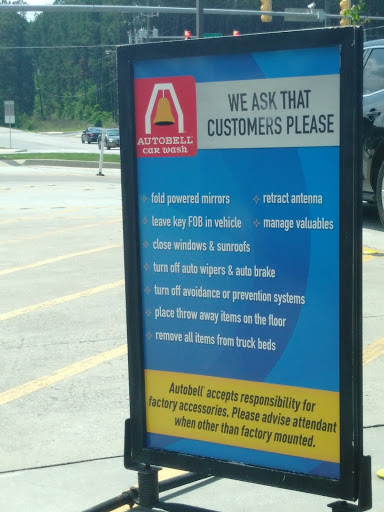 AUTOBELL®
car wash
WE ASK THAT
CUSTOMERS PLEASE
fold powered mirrors
retract antenna
leave key FOB in vehicle
manage valuables
close windows & sunroofs
turn off auto wipers & auto brake
turn off avoidance or prevention systems
place throw away items on the floor
remove all items from truck beds
Autobell® accepts responsibility for
factory accessories. Please advise attendant
when other than factory mounted.